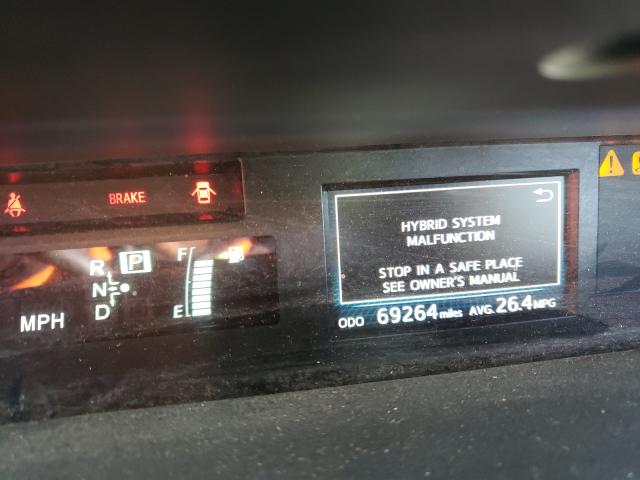 BRAKE
R P
N
D
F
E
MPH
HYBRID SYSTEM
MALFUNCTION
STOP IN A SAFE PLACE
SEE OWNER'S MANUAL
ODO 69264 miles AVG. 26.4 MPG